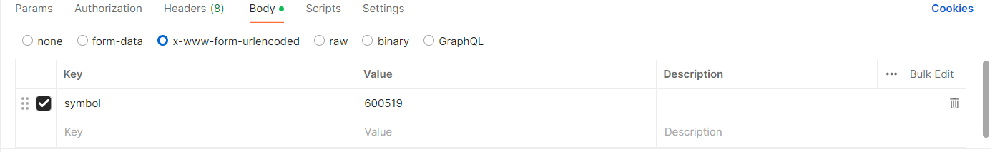 Params Authorization Headers (8) Body Scripts Settings Cookies
none form-data x-www-form-urlencoded raw binary GraphQL
Key Value Description Bulk Edit
symbol 600519
Key Value Description